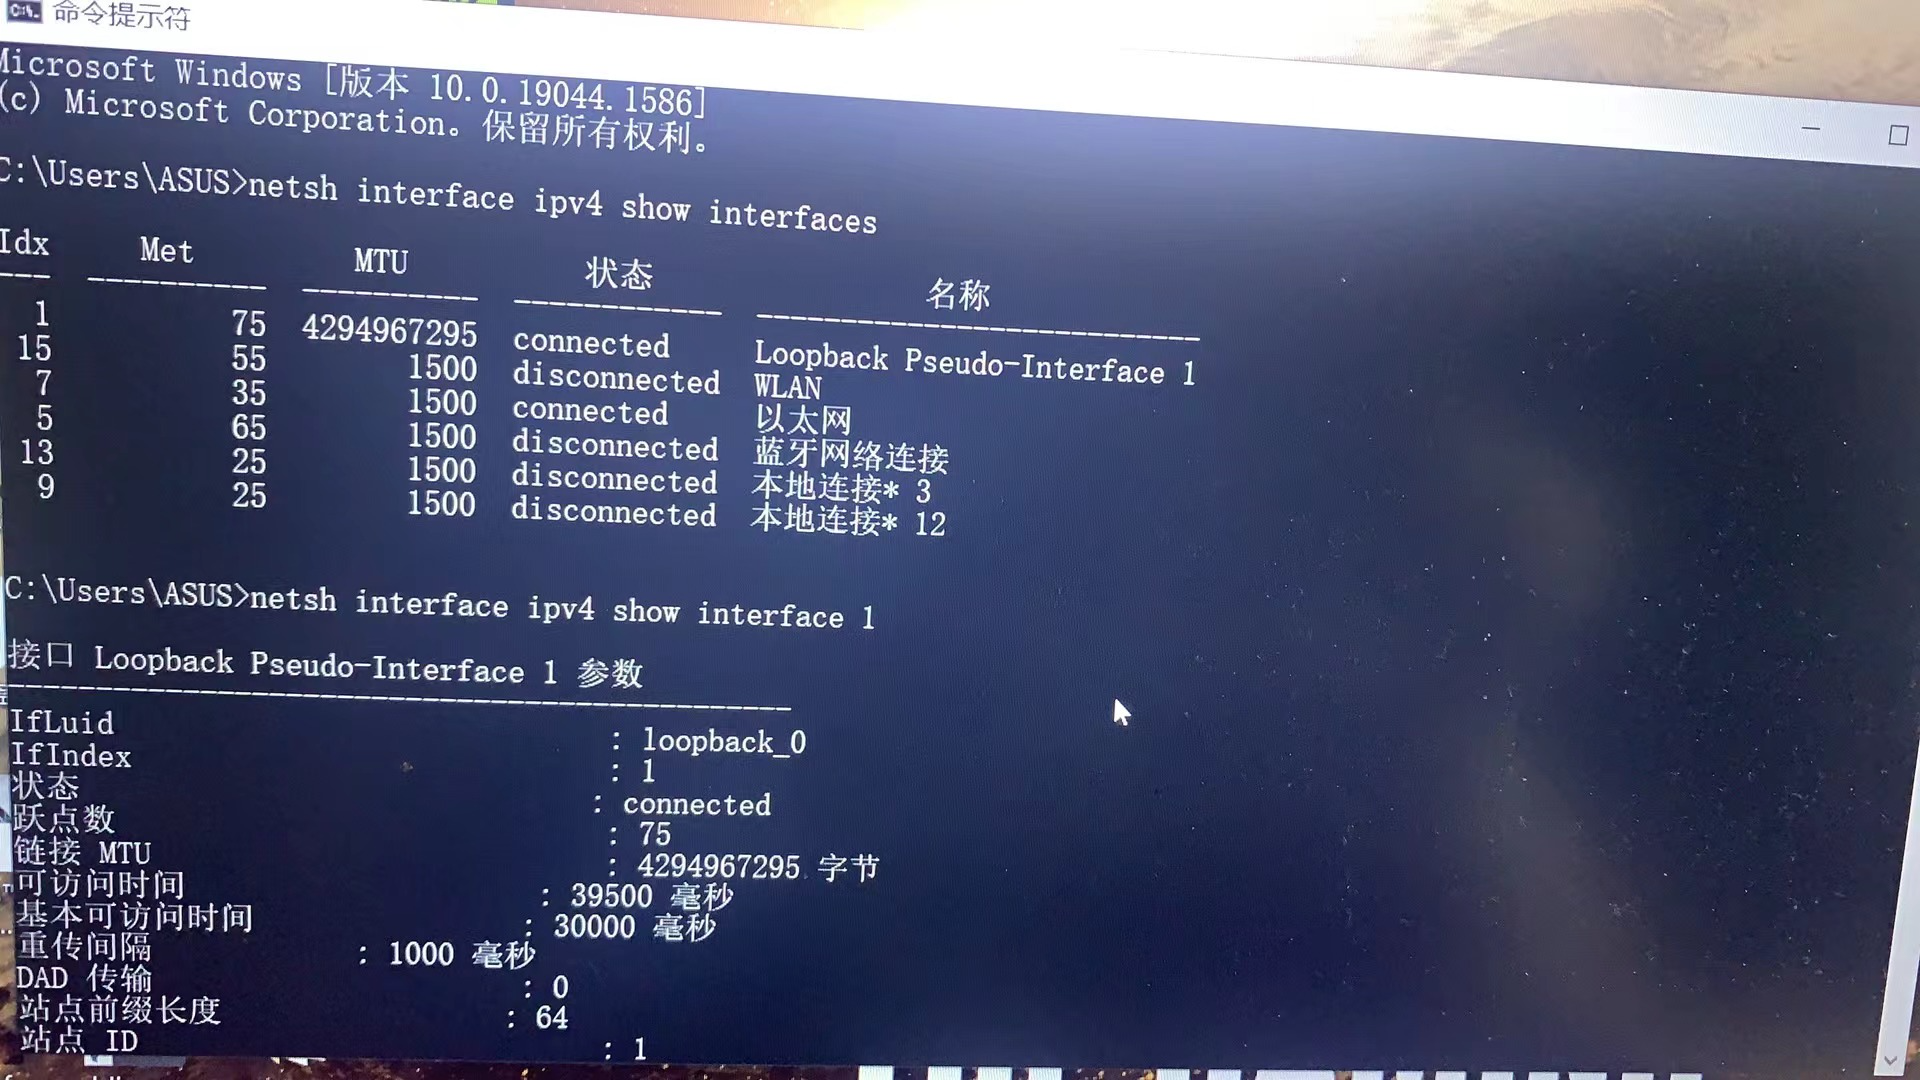 命令提示符
Microsoft Windows [版本 10.0.19044.1586]
(c) Microsoft Corporation。保留所有权利。
C:\Users\ASUS>netsh interface ipv4 show interfaces
Idx Met MTU 状态 名称
--- ---------- ---------- ------------ ---------------------------
1 75 4294967295 connected Loopback Pseudo-Interface 1
15 55 1500 disconnected WLAN
7 35 1500 connected 以太网
5 65 1500 disconnected 蓝牙网络连接
13 25 1500 disconnected 本地连接* 3
9 25 1500 disconnected 本地连接* 12
C:\Users\ASUS>netsh interface ipv4 show interface 1
接口 Loopback Pseudo-Interface 1 参数
----------------------------------------------
IfLuid : loopback_0
IfIndex : 1
状态 : connected
跃点数 : 75
链接 MTU : 4294967295 字节
可访问时间 : 39500 毫秒
基本可访问时间 : 30000 毫秒
重传间隔 : 1000 毫秒
DAD 传输 : 0
站点前缀长度 : 64
站点 ID : 1